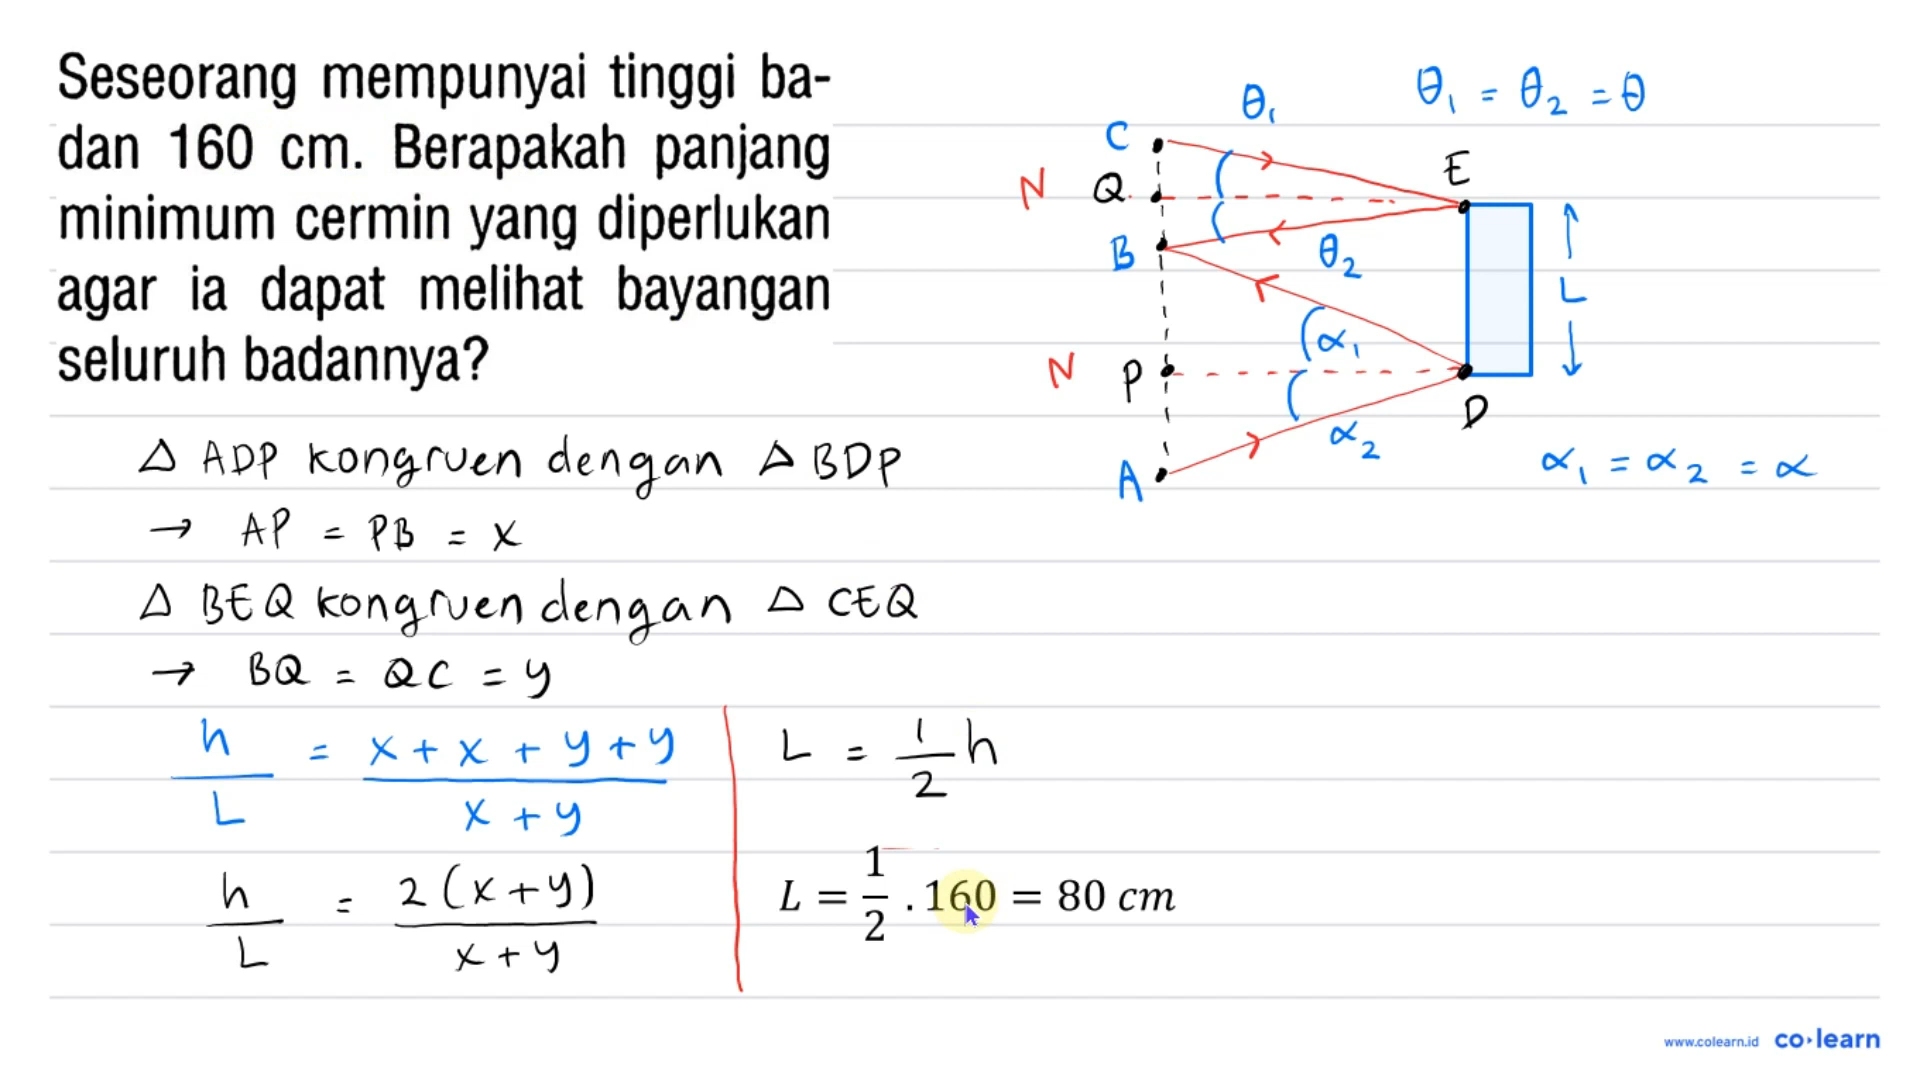 Seseorang mempunyai tinggi ba-
dan 160 cm. Berapakah panjang
minimum cermin yang diperlukan
agar ia dapat melihat bayangan
seluruh badannya?
θ₁ θ₁ = θ₂ = θ
C
E
N Q
B θ₂
L
α₁
N P
D
α₂
A α₁ = α₂ = α
△ ADP kongruen dengan △ BDP
→ AP = PB = x
△ BEQ kongruen dengan △ CEQ
→ BQ = QC = y
h/L = x + x + y + y / x + y
h/L = 2(x+y) / x + y
L = 1/2 h
L = 1/2 . 160 = 80 cm
www.colearn.id co·learn